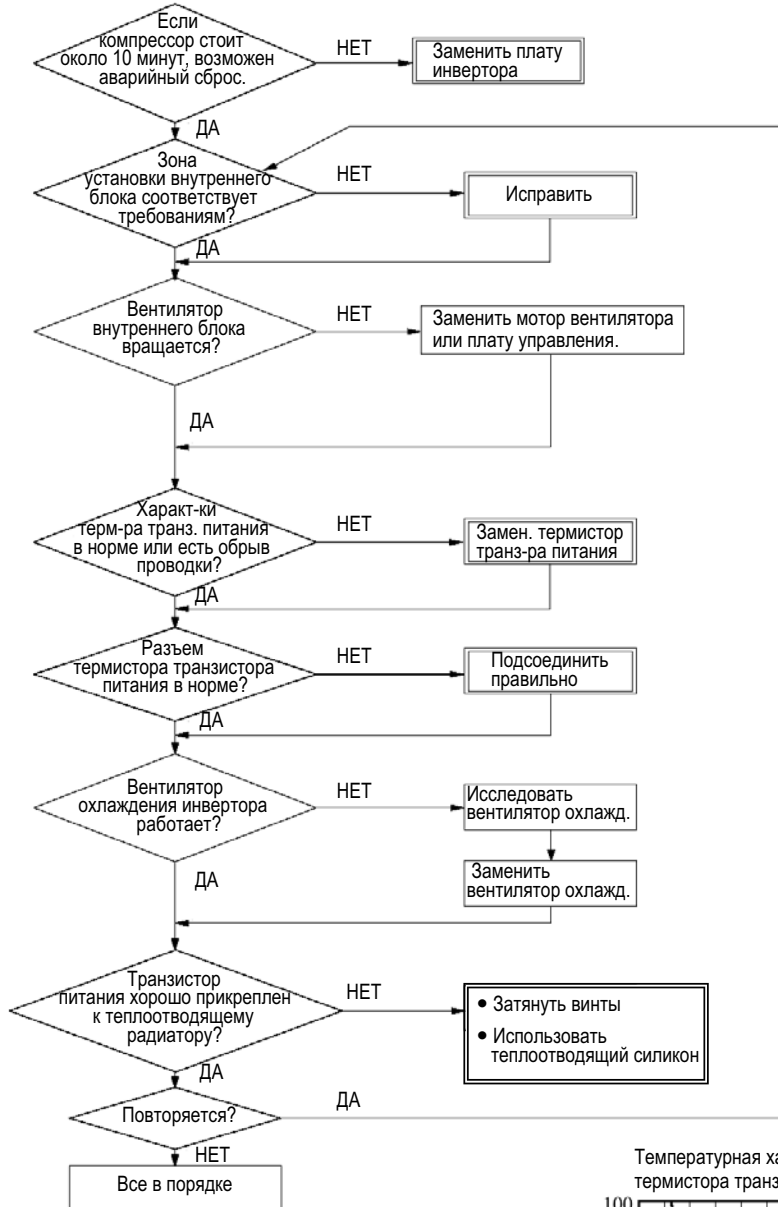 Если
компрессор стоит
около 10 минут, возможен
аварийный сброс.
НЕТ
Заменить плату
инвертора
ДА
Зона
установки внутреннего
блока соответствует
требованиям?
НЕТ
Исправить
ДА
Вентилятор
внутреннего блока
вращается?
НЕТ
Заменить мотор вентилятора
или плату управления.
ДА
Характ-ки
терм-ра транз. питания
в норме или есть обрыв
проводки?
НЕТ
Замен. термистор
транз-ра питания
ДА
Разъем
термистора транзистора
питания в норме?
НЕТ
Подсоединить
правильно
ДА
Вентилятор
охлаждения инвертора
работает?
НЕТ
Исследовать
вентилятор охлажд.
Заменить
вентилятор охлажд.
ДА
Транзистор
питания хорошо прикреплен
к теплоотводящему
радиатору?
НЕТ
• Затянуть винты
• Использовать
теплоотводящий силикон
ДА
Повторяется?
ДА
НЕТ
Все в порядке
Температурная
термистора
100